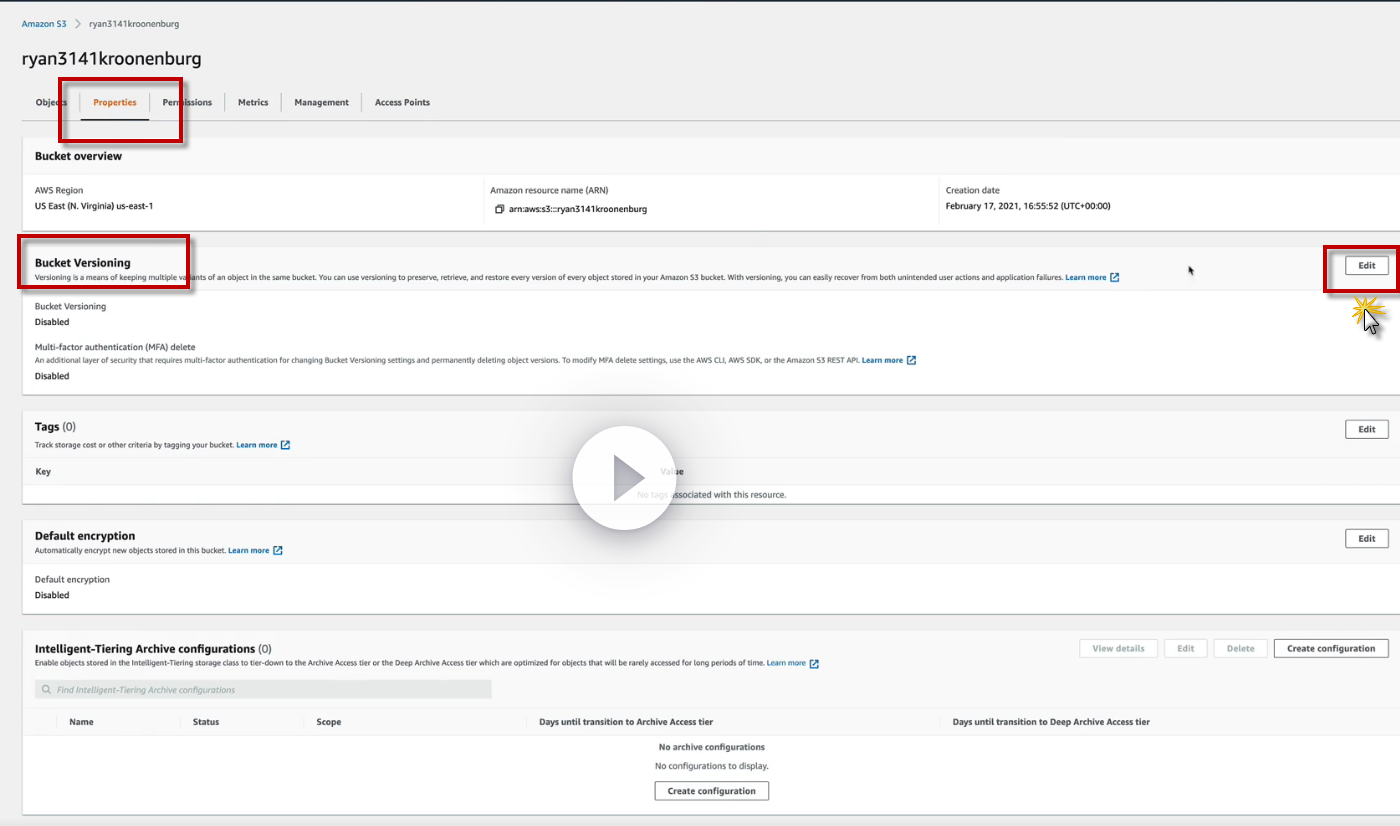 Amazon S3 > ryan3141kroonenburg
ryan3141kroonenburg
Objects Properties Permissions Metrics Management Access Points
Bucket overview
AWS Region Amazon resource name (ARN) Creation date
US East (N. Virginia) us-east-1 arn:aws:s3:::ryan3141kroonenburg February 17, 2021, 16:55:52 (UTC+00:00)
Bucket Versioning Edit
Versioning is a means of keeping multiple variants of an object in the same bucket. You can use versioning to preserve, retrieve, and restore every version of every object stored in your Amazon S3 bucket. With versioning, you can easily recover from both unintended user actions and application failures. Learn more
Bucket Versioning
Disabled
Multi-factor authentication (MFA) delete
An additional layer of security that requires multi-factor authentication for changing Bucket Versioning settings and permanently deleting object versions. To modify MFA delete settings, use the AWS CLI, AWS SDK, or the Amazon S3 REST API. Learn more
Disabled
Tags (0) Edit
Track storage cost or other criteria by tagging your bucket. Learn more
Key Value
No tags associated with this resource.
Default encryption Edit
Automatically encrypt new objects stored in this bucket. Learn more
Default encryption
Disabled
Intelligent-Tiering Archive configurations (0) View details Edit Delete Create configuration
Enable objects stored in the Intelligent-Tiering storage class to tier-down to the Archive Access tier or the Deep Archive Access tier which are optimized for objects that will be rarely accessed for long periods of time. Learn more
Find Intelligent-Tiering Archive configurations
Name Status Scope Days until transition to Archive Access tier Days until transition to Deep Archive Access tier
No archive configurations
No configurations to display.
Create configuration